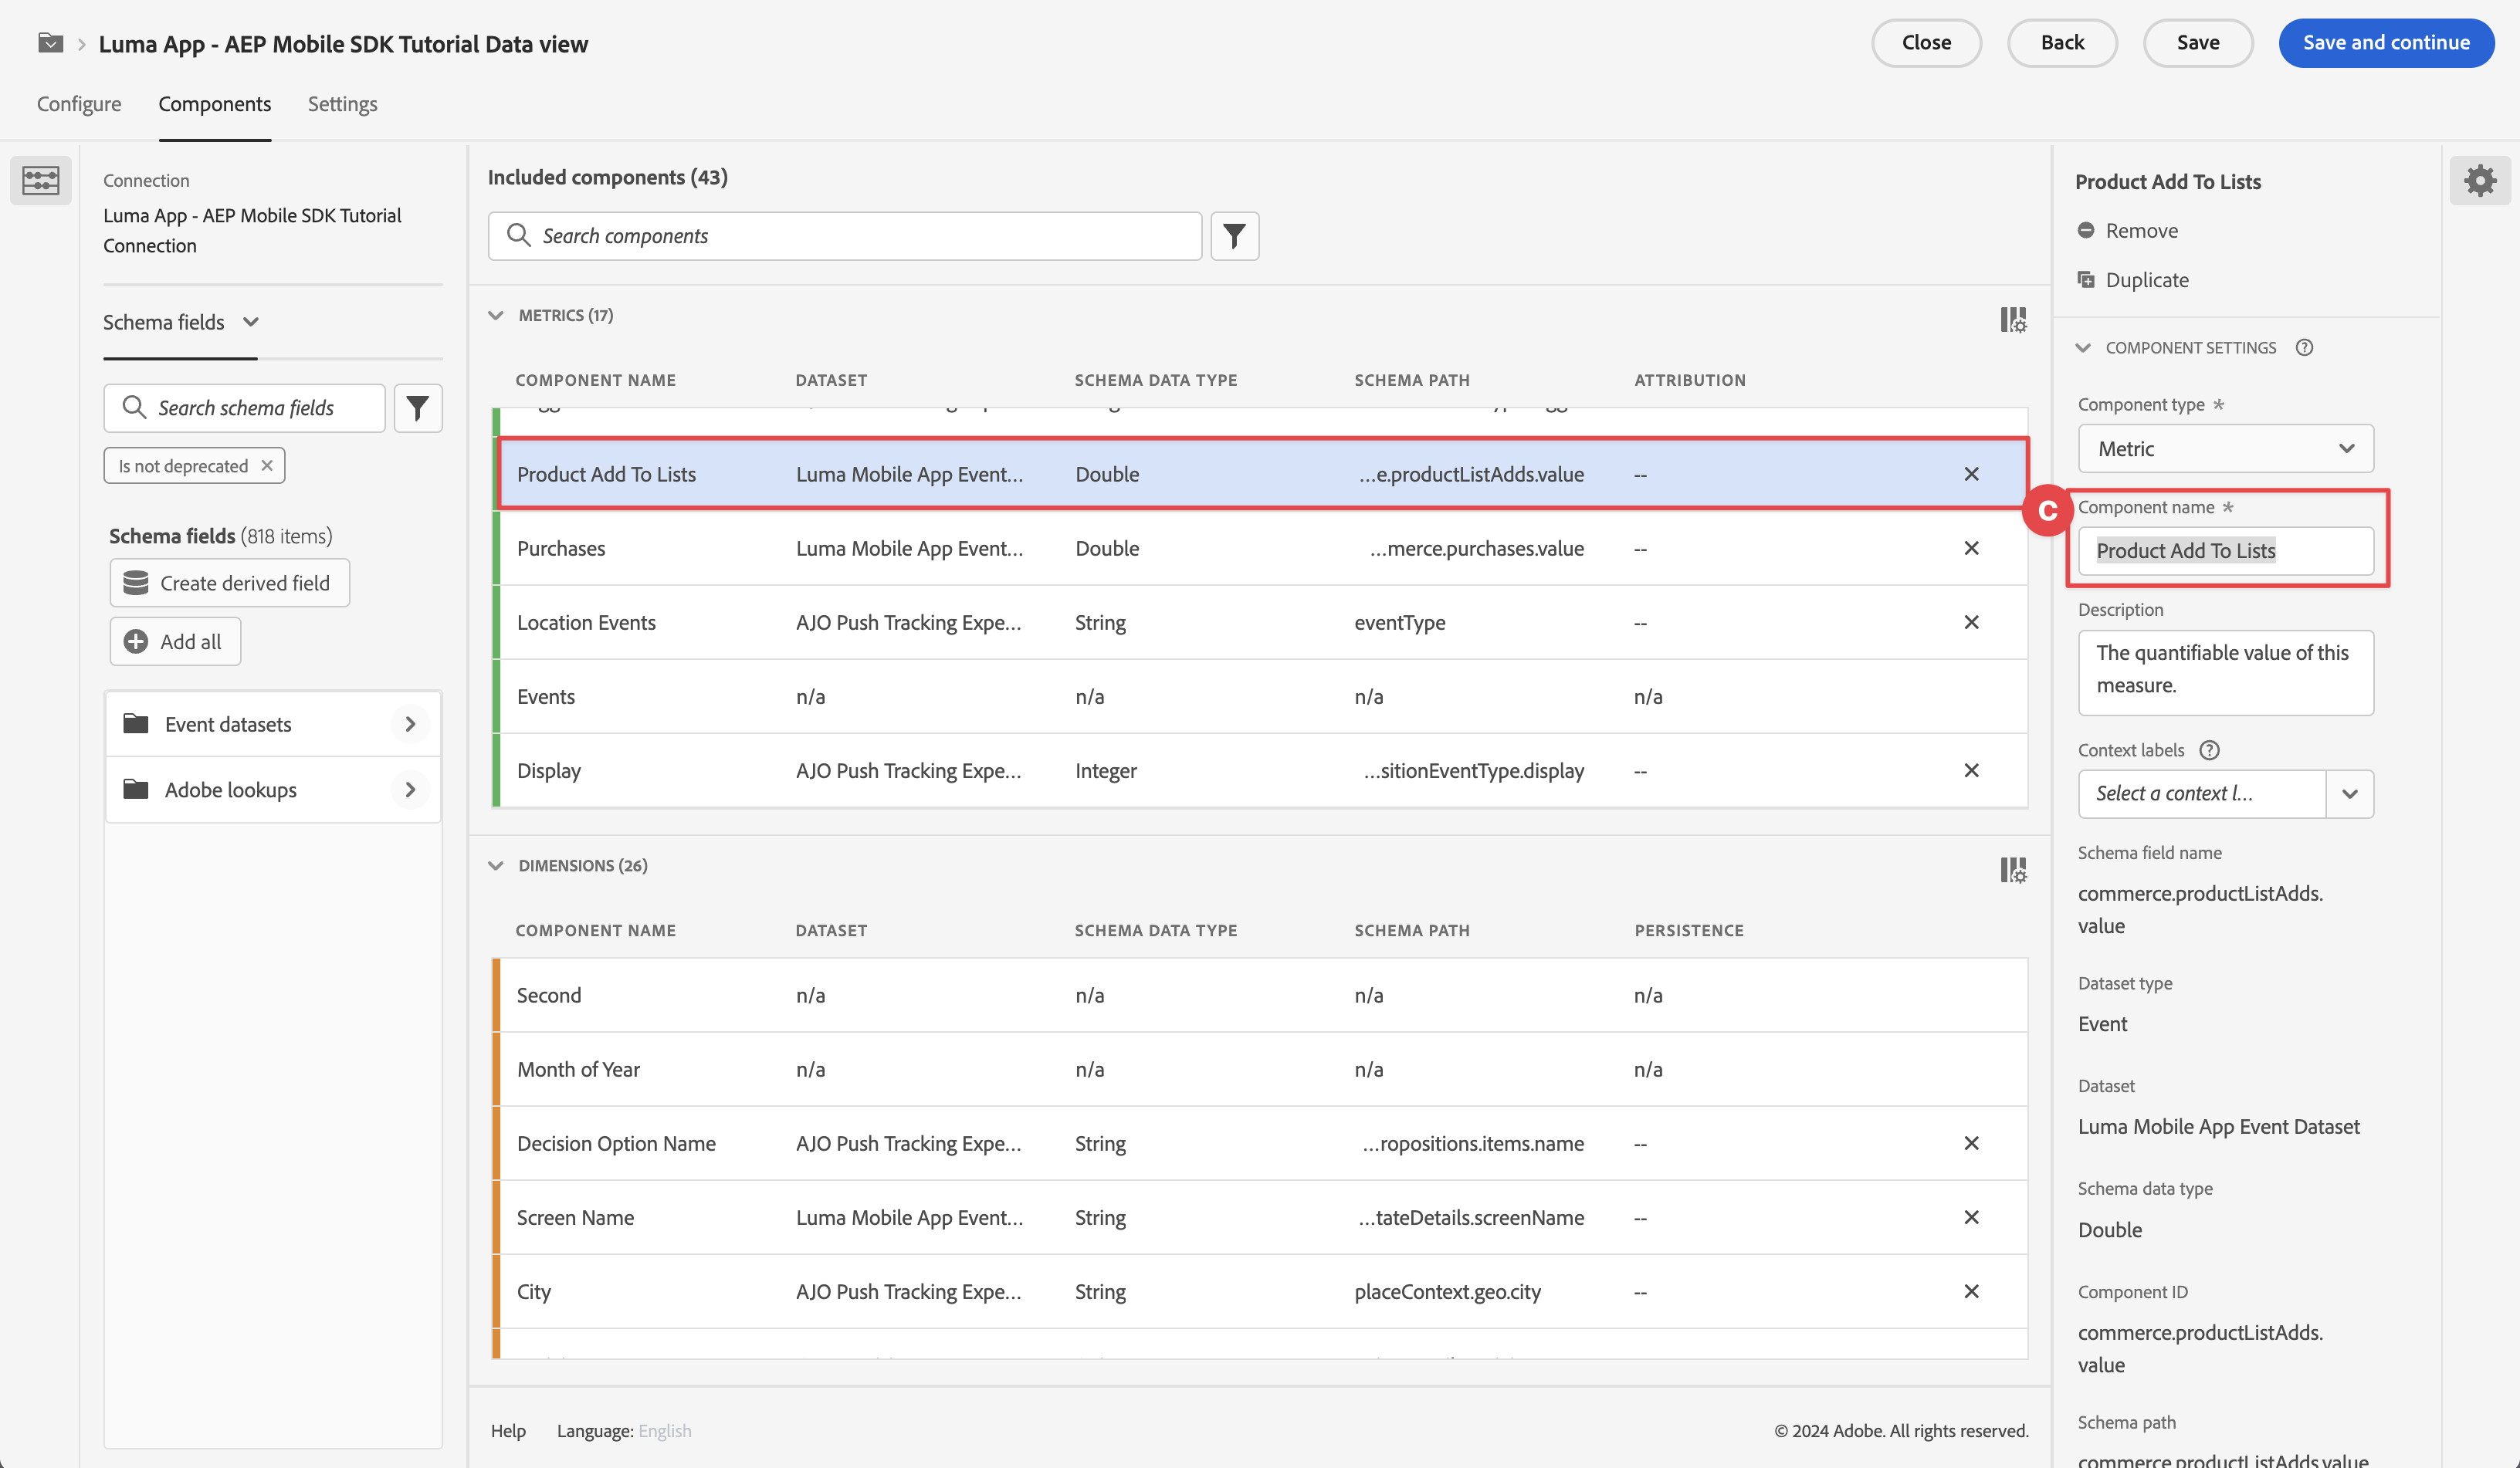 Luma App - AEP Mobile SDK Tutorial Data view
Close
Back
Save
Save and continue
Configure
Components
Settings
Connection
Luma App - AEP Mobile SDK Tutorial
Connection
Schema fields
Search schema fields
Is not deprecated
Schema fields (818 items)
Create derived field
Add all
Event datasets
Adobe lookups
Included components (43)
Search components
METRICS (17)
COMPONENT NAME DATASET SCHEMA DATA TYPE SCHEMA PATH ATTRIBUTION
Product Add To Lists Luma Mobile App Event... Double ...e.productListAdds.value --
Purchases Luma Mobile App Event... Double ...merce.purchases.value --
Location Events AJO Push Tracking Expe... String eventType --
Events n/a n/a n/a n/a
Display AJO Push Tracking Expe... Integer ...sitionEventType.display --
DIMENSIONS (26)
COMPONENT NAME DATASET SCHEMA DATA TYPE SCHEMA PATH PERSISTENCE
Second n/a n/a n/a n/a
Month of Year n/a n/a n/a n/a
Decision Option Name AJO Push Tracking Expe... String ...ropositions.items.name --
Screen Name Luma Mobile App Event... String ...tateDetails.screenName --
City AJO Push Tracking Expe... String placeContext.geo.city --
Help
Language: English
© 2024 Adobe. All rights reserved.
Product Add To Lists
Remove
Duplicate
COMPONENT SETTINGS
Component type *
Metric
C
Component name *
Product Add To Lists
Description
The quantifiable value of this
measure.
Context labels
Select a context l...
Schema field name
commerce.productListAdds.
value
Dataset type
Event
Dataset
Luma Mobile App Event Dataset
Schema data type
Double
Component ID
commerce.productListAdds.
value
Schema path
commerce.productListAdds.value